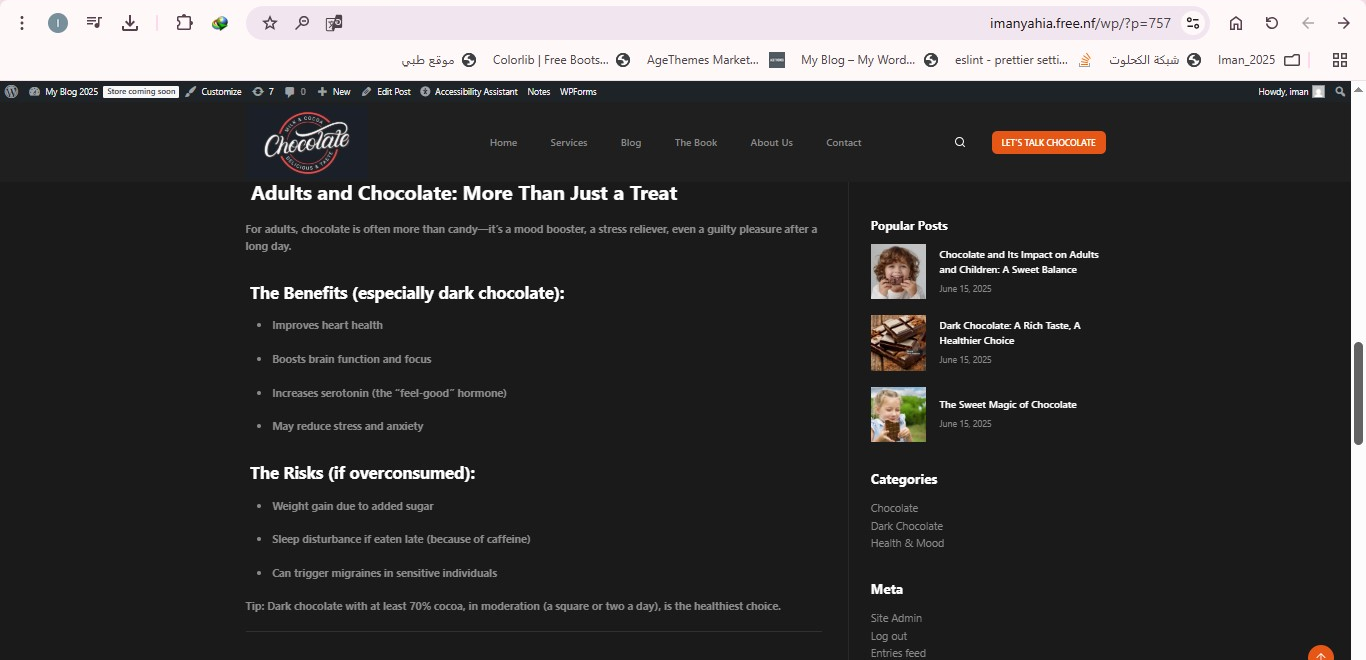 imanyahia.free.nf/wp/?p=757
موقع طبي
Colorlib | Free Boots...
AgeThemes Market...
My Blog – My Wor...
eslint - prettier setti...
شبكة الكحلوت
Iman_2025
My Blog 2025
Store coming soon
Customize
7
0
New
Edit Post
Accessibility Assistant
Notes
WPForms
Howdy, iman
MILK & COCOA
Chocolate
DELICIOUS & TASTE
Home
Services
Blog
The Book
About Us
Contact
LET'S TALK CHOCOLATE
Adults and Chocolate: More Than Just a Treat
For adults, chocolate is often more than candy—it's a mood booster, a stress reliever, even a guilty pleasure after a
long day.
The Benefits (especially dark chocolate):
• Improves heart health
• Boosts brain function and focus
• Increases serotonin (the "feel-good" hormone)
• May reduce stress and anxiety
The Risks (if overconsumed):
• Weight gain due to added sugar
• Sleep disturbance if eaten late (because of caffeine)
• Can trigger migraines in sensitive individuals
Tip: Dark chocolate with at least 70% cocoa, in moderation (a square or two a day), is the healthiest choice.
Popular Posts
Chocolate and Its Impact on Adults
and Children: A Sweet Balance
June 15, 2025
Dark Chocolate: A Rich Taste, A
Healthier Choice
June 15, 2025
The Sweet Magic of Chocolate
June 15, 2025
Categories
Chocolate
Dark Chocolate
Health & Mood
Meta
Site Admin
Log out
Entries feed